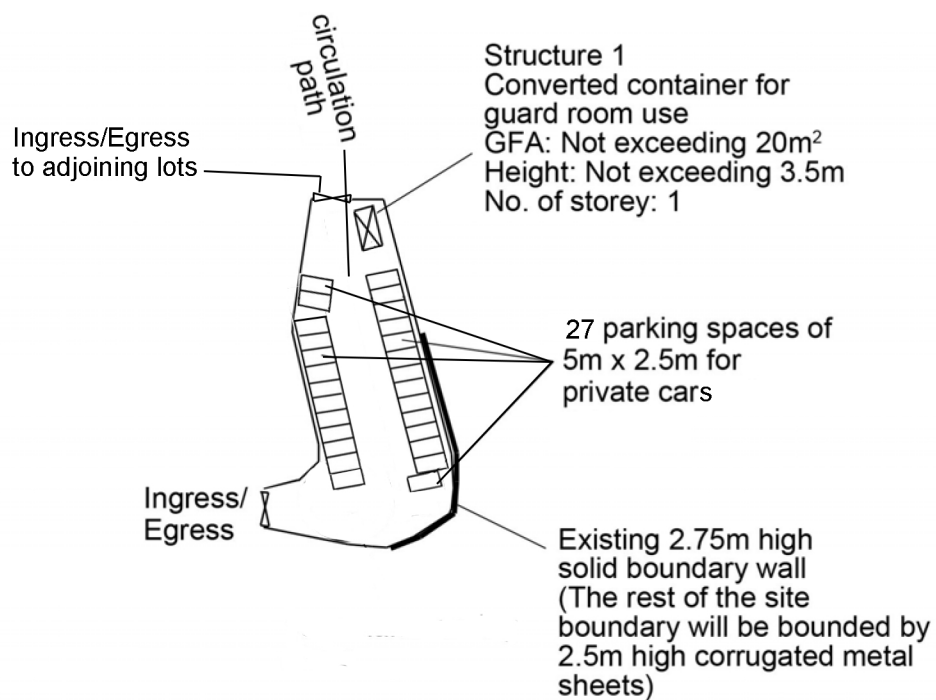 circulation
path
Structure 1
Converted container for
guard room use
GFA: Not exceeding 20m²
Height: Not exceeding 3.5m
No. of storey: 1
Ingress/Egress
to adjoining lots
27 parking spaces of
5m x 2.5m for
private cars
Ingress/
Egress
Existing 2.75m high
solid boundary wall
(The rest of the site
boundary will be bounded by
2.5m high corrugated metal
sheets)